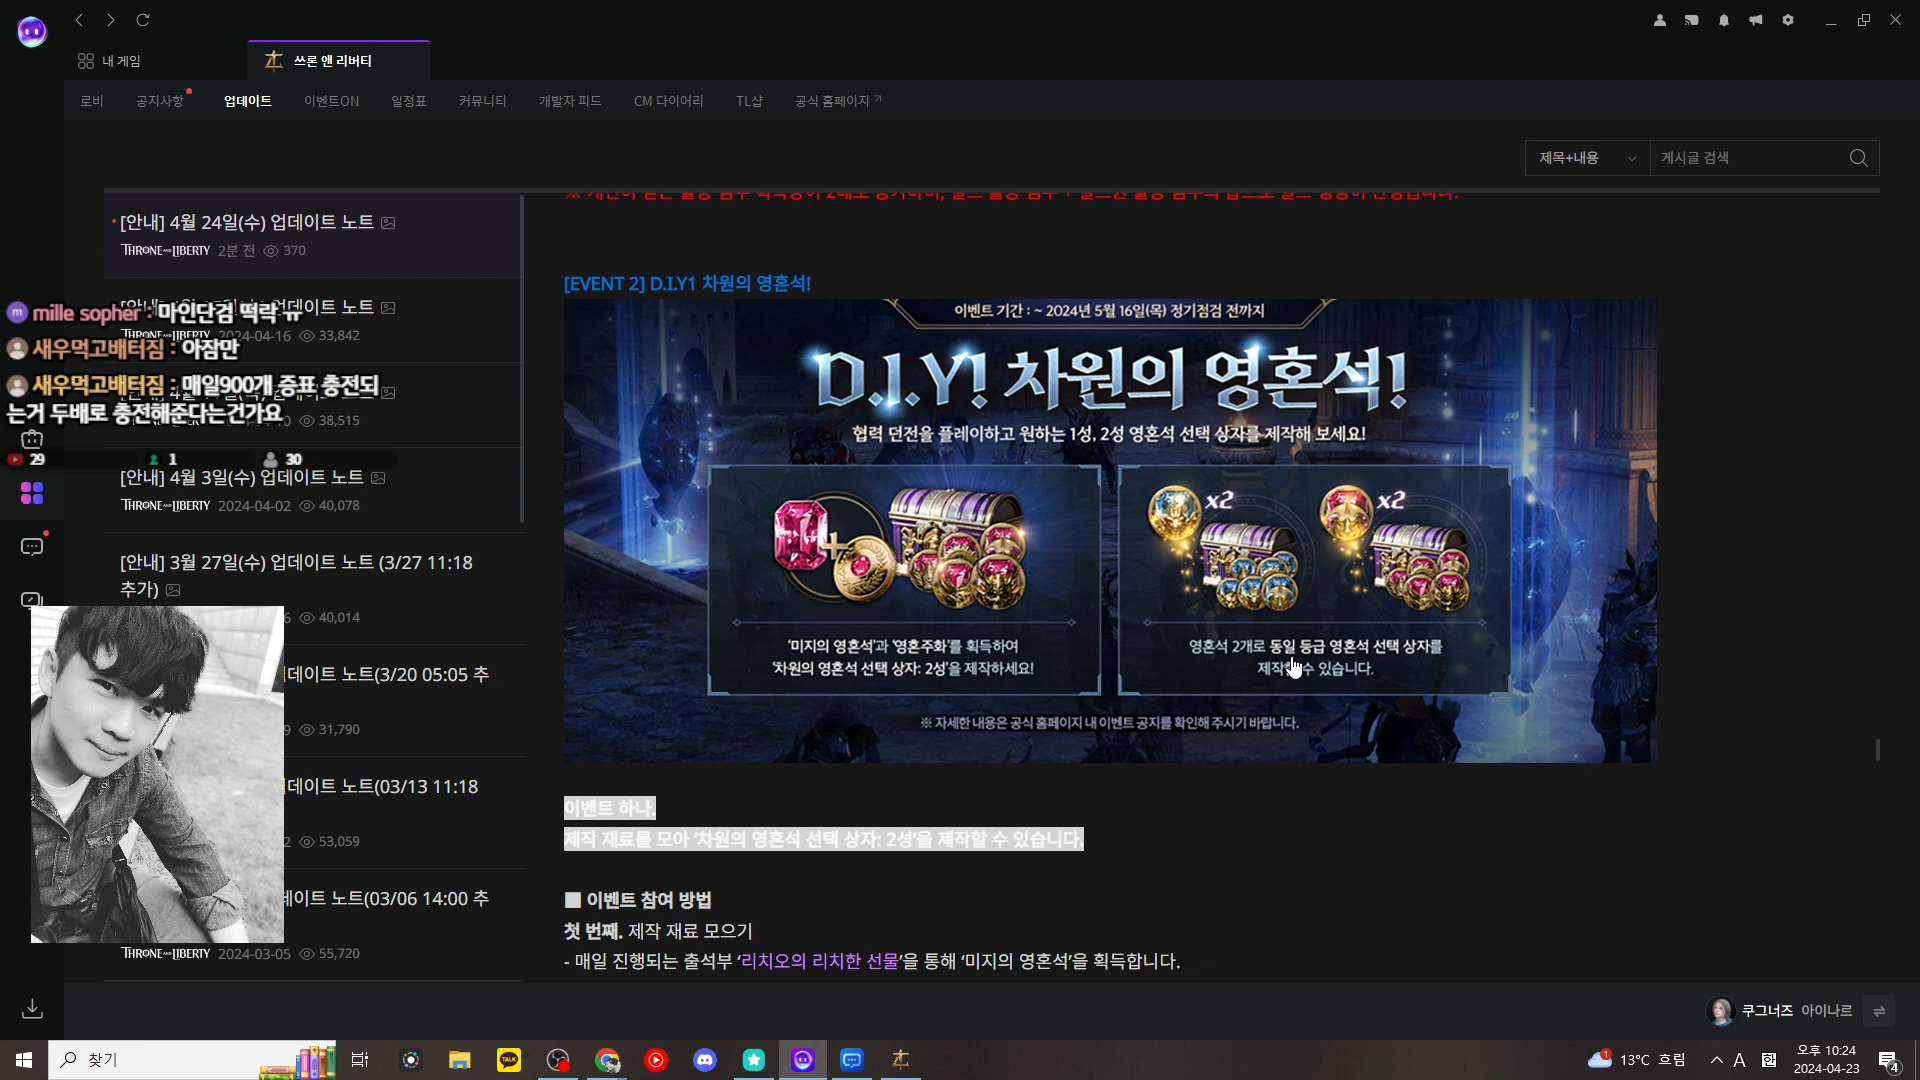 내 게임
쓰론 앤 리버티
로비
공지사항
업데이트
이벤트ON
일정표
커뮤니티
개발자 피드
CM 다이어리
TL샵
공식 홈페이지
제목+내용
게시글 검색
[안내] 4월 24일(수) 업데이트 노트
THRONE AND LIBERTY 2분 전 370
노트
2024-04-16 33,842
38,515
mille sopher : 마인단검 떡락 ㅠ
새우먹고배터짐 : 아잠만
새우먹고배터짐 : 매일900개 증표 충전되
는거 두배로 충전해준다는건가요
29 1 30
[안내] 4월 3일(수) 업데이트 노트
THRONE AND LIBERTY 2024-04-02 40,078
[안내] 3월 27일(수) 업데이트 노트 (3/27 11:18
추가)
6 40,014
데이트 노트(3/20 05:05 추
9 31,790
데이트 노트(03/13 11:18
2 53,059
데이트 노트(03/06 14:00 추
THRONE AND LIBERTY 2024-03-05 55,720
[EVENT 2] D.I.Y1 차원의 영혼석!
이벤트 기간 : ~ 2024년 5월 16일(목) 정기점검 전까지
D.I.Y! 차원의 영혼석!
협력 던전을 플레이하고 원하는 1성, 2성 영혼석 선택 상자를 제작해 보세요!
x2
x2
'미지의 영혼석'과 '영혼주화'를 획득하여
'차원의 영혼석 선택 상자: 2성'을 제작하세요!
영혼석 2개로 동일 등급 영혼석 선택 상자를
제작할 수 있습니다.
※ 자세한 내용은 공식 홈페이지 내 이벤트 공지를 확인해 주시기 바랍니다.
이벤트 하나.
제작 재료를 모아 '차원의 영혼석 선택 상자: 2성'을 제작할 수 있습니다.
■ 이벤트 참여 방법
첫 번째. 제작 재료 모으기
- 매일 진행되는 출석부 '리치오의 리치한 선물'을 통해 '미지의 영혼석'을 획득합니다.
쿠그너즈 아이나르
찾기
TALK
1
13°C 흐림
A
한
오후 10:24
2024-04-23
4